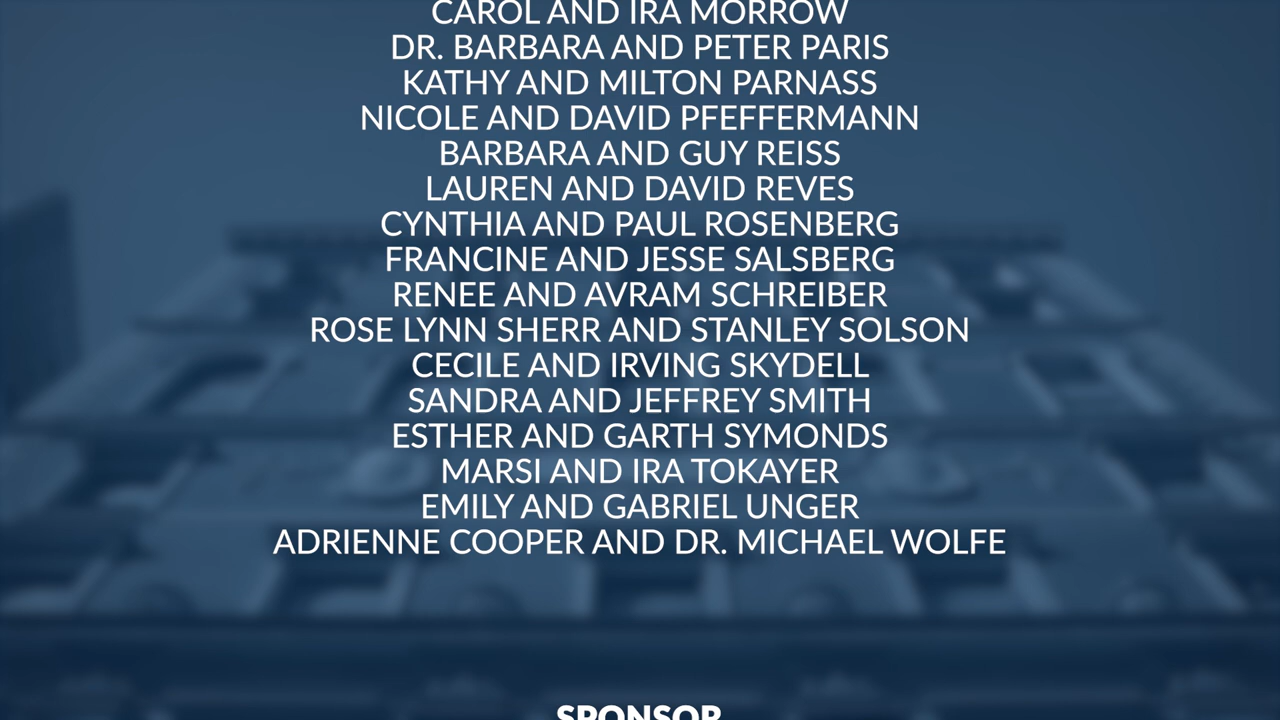 CAROL AND IRA MORROW
DR. BARBARA AND PETER PARIS
KATHY AND MILTON PARNASS
NICOLE AND DAVID PFEFFERMANN
BARBARA AND GUY REISS
LAUREN AND DAVID REVES
CYNTHIA AND PAUL ROSENBERG
FRANCINE AND JESSE SALSBERG
RENEE AND AVRAM SCHREIBER
ROSE LYNN SHERR AND STANLEY SOLSON
CECILE AND IRVING SKYDELL
SANDRA AND JEFFREY SMITH
ESTHER AND GARTH SYMONDS
MARSI AND IRA TOKAYER
EMILY AND GABRIEL UNGER
ADRIENNE COOPER AND DR. MICHAEL WOLFE
SPONSOR